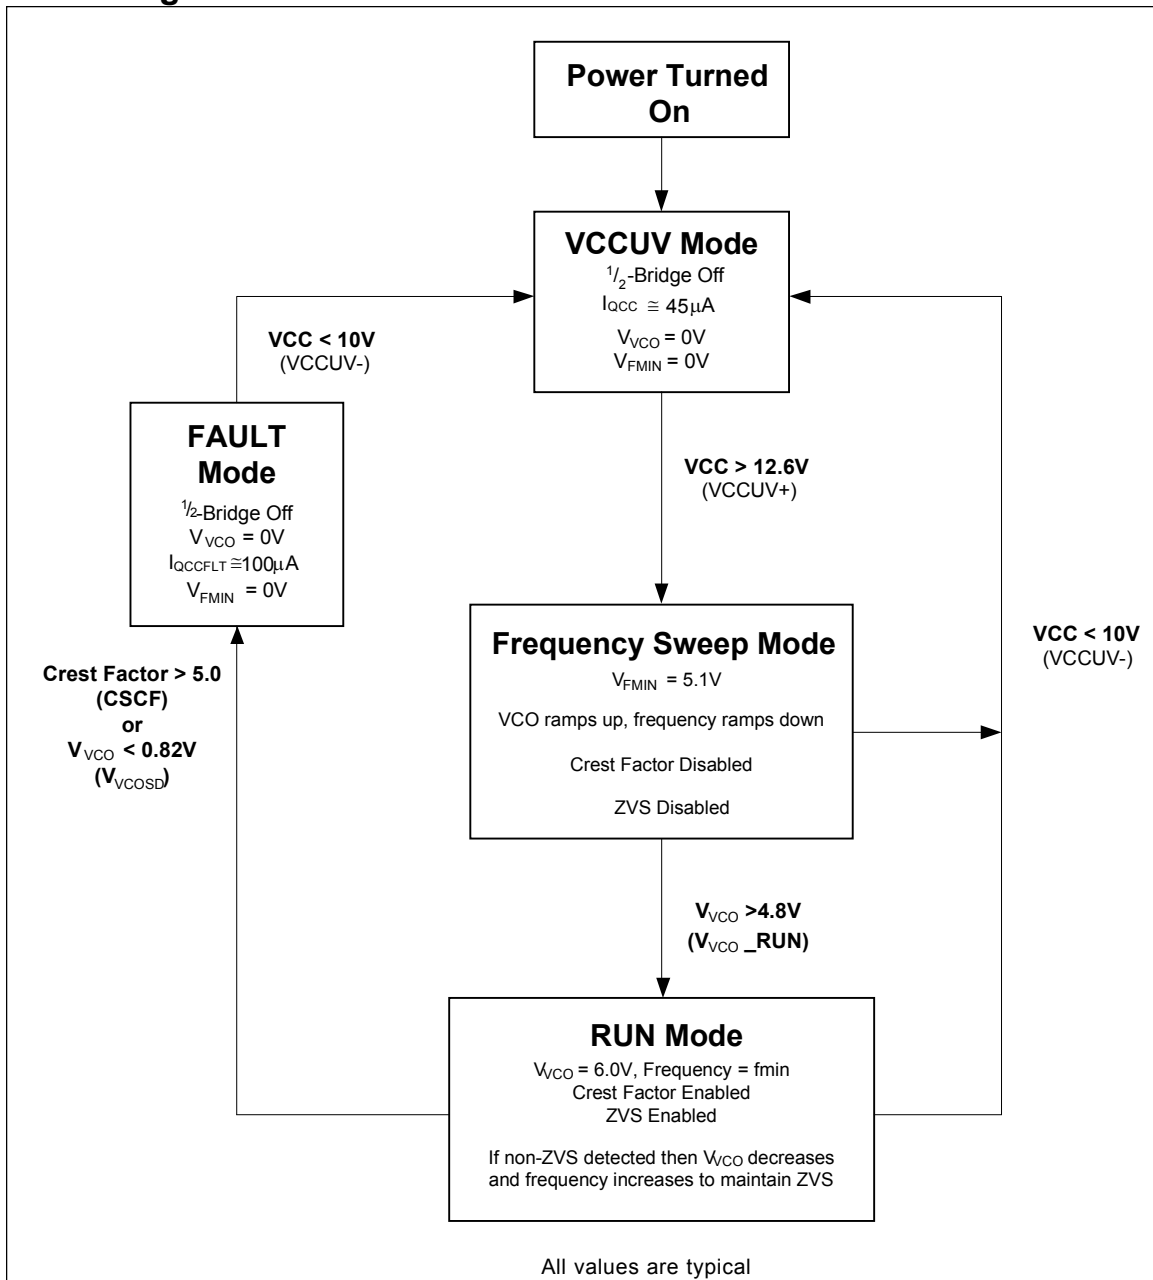 Power Turned
On
VCCUV Mode
1/2-Bridge Off
IQCC ≅ 45μA
VVCO = 0V
VFMIN = 0V
VCC < 10V
(VCCUV-)
FAULT
Mode
1/2-Bridge Off
VVCO = 0V
IQCCFLT ≅100μA
VFMIN = 0V
VCC > 12.6V
(VCCUV+)
Frequency Sweep Mode
VFMIN = 5.1V
VCO ramps up, frequency ramps down
Crest Factor Disabled
ZVS Disabled
VCC < 10V
(VCCUV-)
Crest Factor > 5.0
(CSCF)
or
VVCO < 0.82V
(VVCOSD)
VVCO >4.8V
(VVCO _RUN)
RUN Mode
VVCO = 6.0V, Frequency = fmin
Crest Factor Enabled
ZVS Enabled
If non-ZVS detected then VVCO decreases
and frequency increases to maintain ZVS
All values are typical